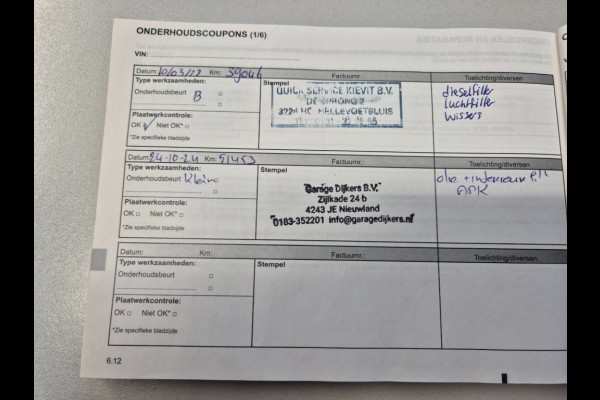 ONDERHOUDSCOUPONS (1/6)
VIN:
Datum: 10/03/22 Km: 39046 Factuurnr.: Toelichting/diversen
Type werkzaamheden:
Onderhoudsbeurt
B
Plaatwerkcontrole:
OK Niet OK*
*Zie specifieke bladzijde
Stempel
QUICK SERVICE KIEVIT B.V.
HELLEVOETSLUIS
dieselfilter
luchtfilter
wissers
Datum: 24-10-24 Km: 51453 Factuurnr.: Toelichting/diversen
Type werkzaamheden:
Onderhoudsbeurt Kleine
Plaatwerkcontrole:
OK Niet OK*
*Zie specifieke bladzijde
Stempel
Garage Dijkers B.V.
Zijlkade 24 b
4243 JE Nieuwland
0183-352201 info@garagedijkers.nl
olie + interieur
APK
Datum: Km: Factuurnr.: Toelichting/diversen
Type werkzaamheden:
Onderhoudsbeurt
Plaatwerkcontrole:
OK Niet OK*
*Zie specifieke bladzijde
Stempel
6.12